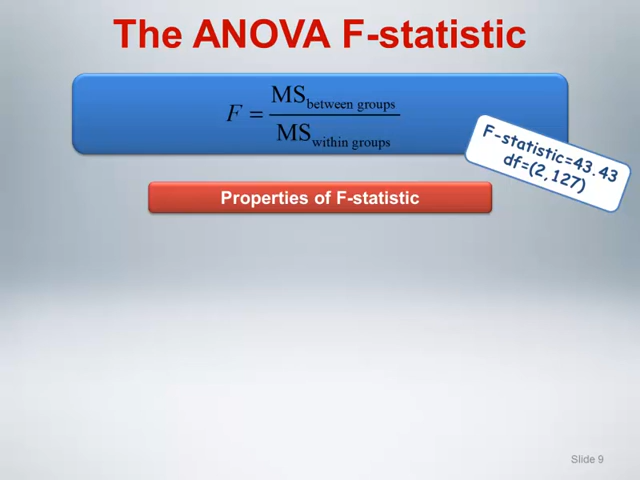 The ANOVA F-statistic
F = MSbetween groups / MSwithin groups
F-statistic=43.43
df=(2,127)
Properties of F-statistic
Slide 9